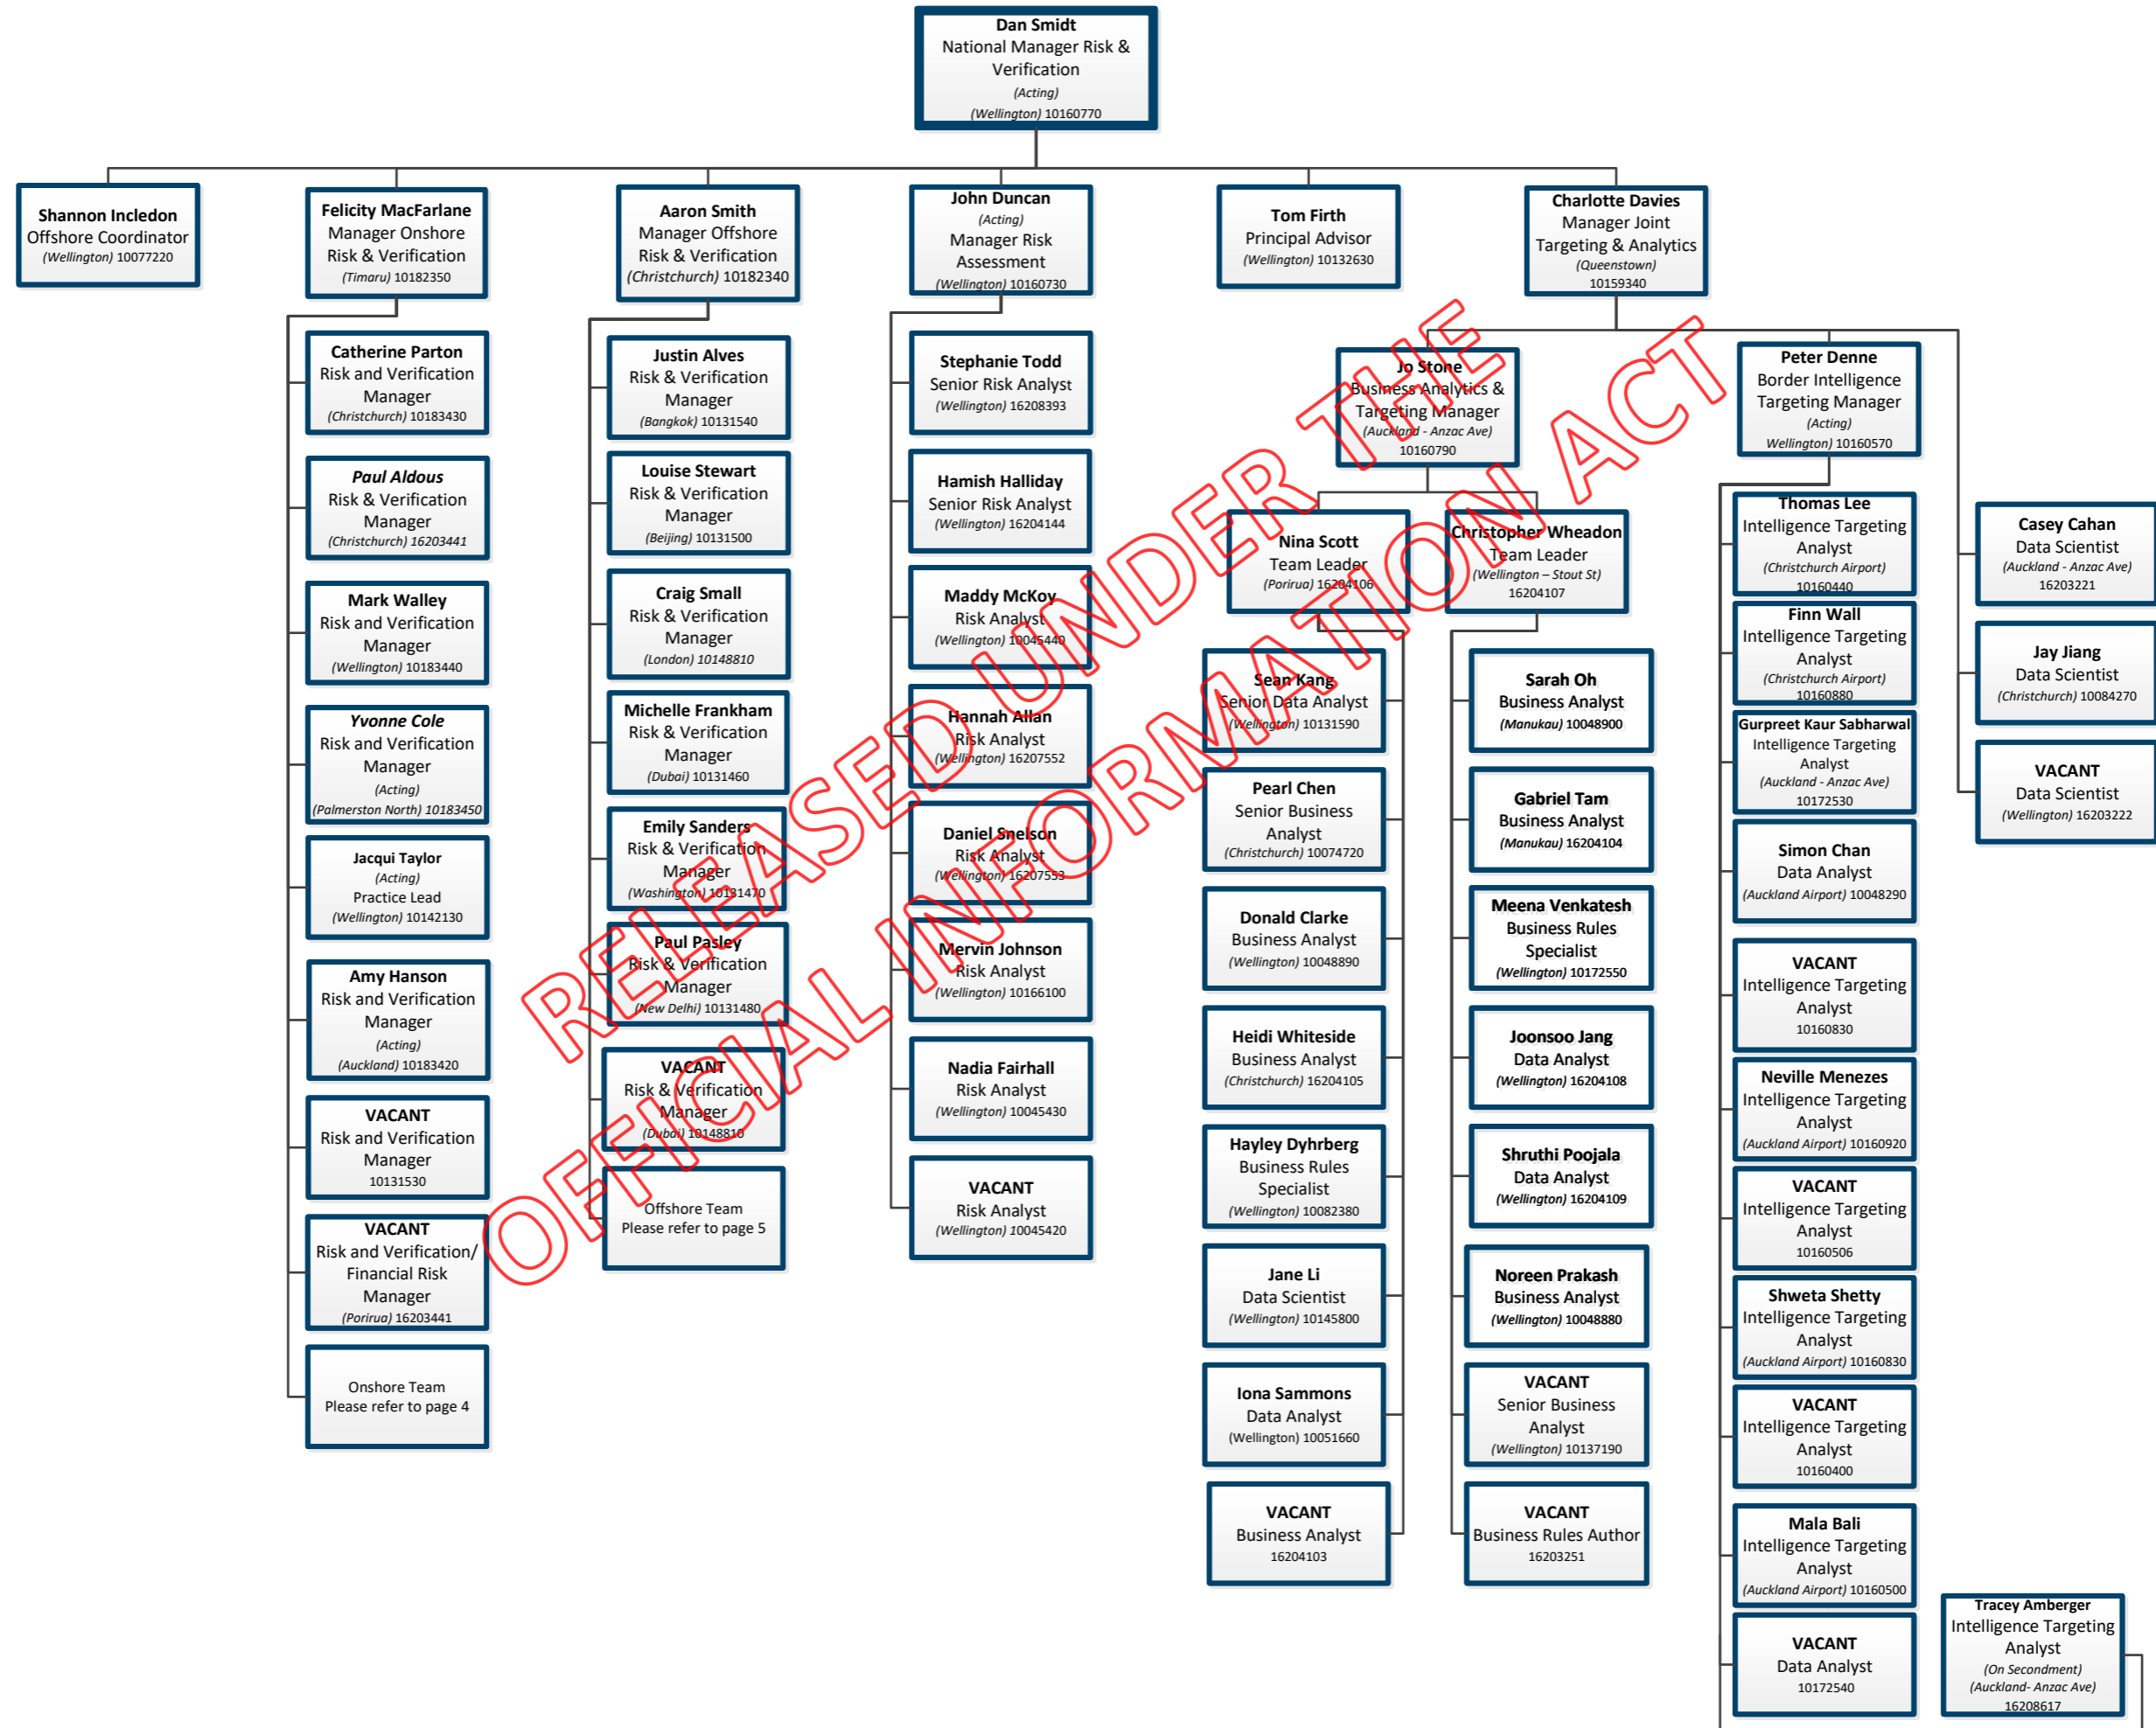 Dan Smidt
National Manager Risk &
Verification
(Acting)
(Wellington) 10160770
Shannon Incledon
Offshore Coordinator
(Wellington) 10077220
Felicity MacFarlane
Manager Onshore
Risk & Verification
(Timaru) 10182350
Aaron Smith
Manager Offshore
Risk & Verification
(Christchurch) 10182340
John Duncan
(Acting)
Manager Risk
Assessment
(Wellington) 10160730
Tom Firth
Principal Advisor
(Wellington) 10132630
Charlotte Davies
Manager Joint
Targeting & Analytics
(Queenstown)
10159340
Catherine Parton
Risk and Verification
Manager
(Christchurch) 10183430
Paul Aldous
Risk & Verification
Manager
(Christchurch) 16203441
Mark Walley
Risk and Verification
Manager
(Wellington) 10183440
Yvonne Cole
Risk and Verification
Manager
(Acting)
(Palmerston North) 10183450
Jacqui Taylor
(Acting)
Practice Lead
(Wellington) 10142130
Amy Hanson
Risk and Verification
Manager
(Acting)
(Auckland) 10183420
VACANT
Risk and Verification
Manager
10131530
VACANT
Risk and Verification/
Financial Risk
Manager
(Porirua) 16203441
Onshore Team
Please refer to page 4
Justin Alves
Risk & Verification
Manager
(Bangkok) 10131540
Louise Stewart
Risk & Verification
Manager
(Beijing) 10131500
Craig Small
Risk & Verification
Manager
(London) 10148810
Michelle Frankham
Risk & Verification
Manager
(Dubai) 10131460
Emily Sanders
Risk & Verification
Manager
(Washington) 10131470
Paul Pasley
Risk & Verification
Manager
(New Delhi) 10131480
VACANT
Risk & Verification
Manager
(Dubai) 10148810
Offshore Team
Please refer to page 5
Stephanie Todd
Senior Risk Analyst
(Wellington) 16208393
Hamish Halliday
Senior Risk Analyst
(Wellington) 16204144
Maddy McKoy
Risk Analyst
(Wellington) 10045440
Hannah Allan
Risk Analyst
(Wellington) 16207552
Daniel Snelson
Risk Analyst
(Wellington) 16207553
Mervin Johnson
Risk Analyst
(Wellington) 10166100
Nadia Fairhall
Risk Analyst
(Wellington) 10045430
VACANT
Risk Analyst
(Wellington) 10045420
Jo Stone
Business Analytics &
Targeting Manager
(Auckland - Anzac Ave)
10160790
Nina Scott
Team Leader
(Porirua) 16204106
Christopher Wheadon
Team Leader
(Wellington – Stout St)
16204107
Sean Kang
Senior Data Analyst
(Wellington) 10131590
Pearl Chen
Senior Business
Analyst
(Christchurch) 10074720
Donald Clarke
Business Analyst
(Wellington) 10048890
Heidi Whiteside
Business Analyst
(Christchurch) 16204105
Hayley Dyhrberg
Business Rules
Specialist
(Wellington) 10082380
Jane Li
Data Scientist
(Wellington) 10145800
Iona Sammons
Data Analyst
(Wellington) 10051660
VACANT
Business Analyst
16204103
Sarah Oh
Business Analyst
(Manukau) 10048900
Gabriel Tam
Business Analyst
(Manukau) 16204104
Meena Venkatesh
Business Rules
Specialist
(Wellington) 10172550
Joonsoo Jang
Data Analyst
(Wellington) 16204108
Shruthi Poojala
Data Analyst
(Wellington) 16204109
Noreen Prakash
Business Analyst
(Wellington) 10048880
VACANT
Senior Business
Analyst
(Wellington) 10137190
VACANT
Business Rules Author
16203251
Peter Denne
Border Intelligence
Targeting Manager
(Acting)
Wellington) 10160570
Thomas Lee
Intelligence Targeting
Analyst
(Christchurch Airport)
10160440
Finn Wall
Intelligence Targeting
Analyst
(Christchurch Airport)
10160880
Gurpreet Kaur Sabharwal
Intelligence Targeting
Analyst
(Auckland - Anzac Ave)
10172530
Simon Chan
Data Analyst
(Auckland Airport) 10048290
VACANT
Intelligence Targeting
Analyst
10160830
Neville Menezes
Intelligence Targeting
Analyst
(Auckland Airport) 10160920
VACANT
Intelligence Targeting
Analyst
10160506
Shweta Shetty
Intelligence Targeting
Analyst
(Auckland Airport) 10160830
VACANT
Intelligence Targeting
Analyst
10160400
Mala Bali
Intelligence Targeting
Analyst
(Auckland Airport) 10160500
VACANT
Data Analyst
10172540
Casey Cahan
Data Scientist
(Auckland - Anzac Ave)
16203221
Jay Jiang
Data Scientist
(Christchurch) 10084270
VACANT
Data Scientist
(Wellington) 16203222
Tracey Amberger
Intelligence Targeting
Analyst
(On Secondment)
(Auckland- Anzac Ave)
16208617
RELEASED UNDER THE
OFFICIAL INFORMATION ACT